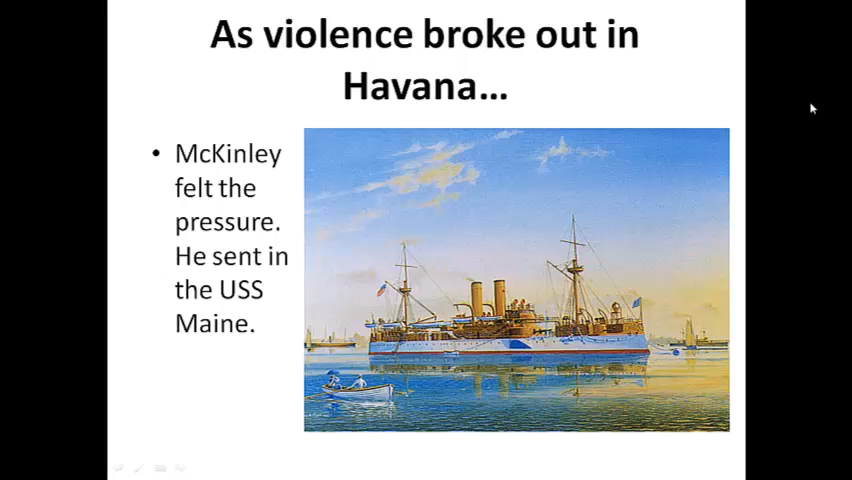 As violence broke out in
Havana…
• McKinley
felt the
pressure.
He sent in
the USS
Maine.